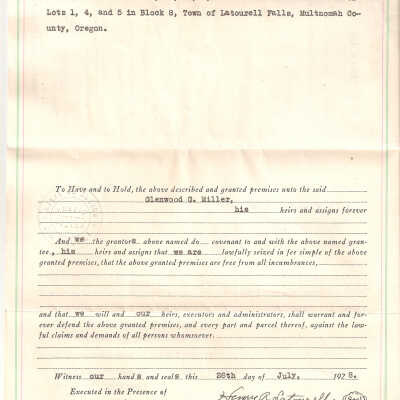 Lots 1, 4, and 5 in Block 8, Town of Latourell Falls, Multnomah Co-
unty, Oregon.
To Have and to Hold, the above described and granted premises unto the said
Glenwood G. Miller,
his heirs and assigns forever
And we the grantors above named do covenant to and with the above named gran-
tee, his heirs and assigns that we are lawfully seized in fee simple of the above
granted premises, that the above granted premises are free from all incumbrances,
and that we will and our heirs, executors and administrators, shall warrant and for-
ever defend the above granted premises, and every part and parcel thereof, against the law-
ful claims and demands of all persons whomsoever.
Witness our hands and seals this 28th day of July, 1928.
Executed in the Presence of
Henry A. Latourell